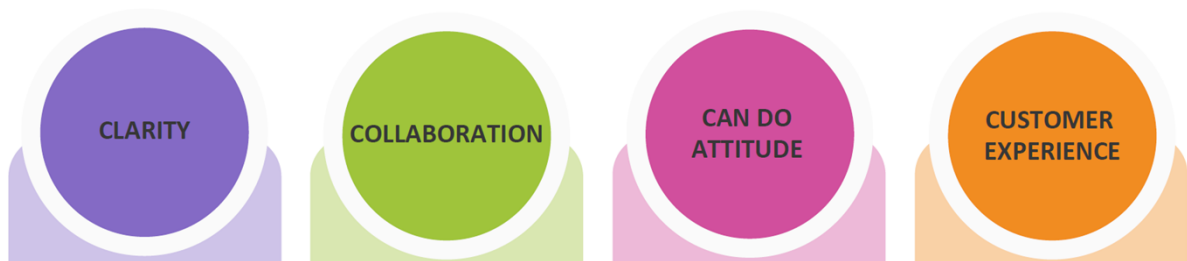 CLARITY
COLLABORATION
CAN DO
ATTITUDE
CUSTOMER
EXPERIENCE